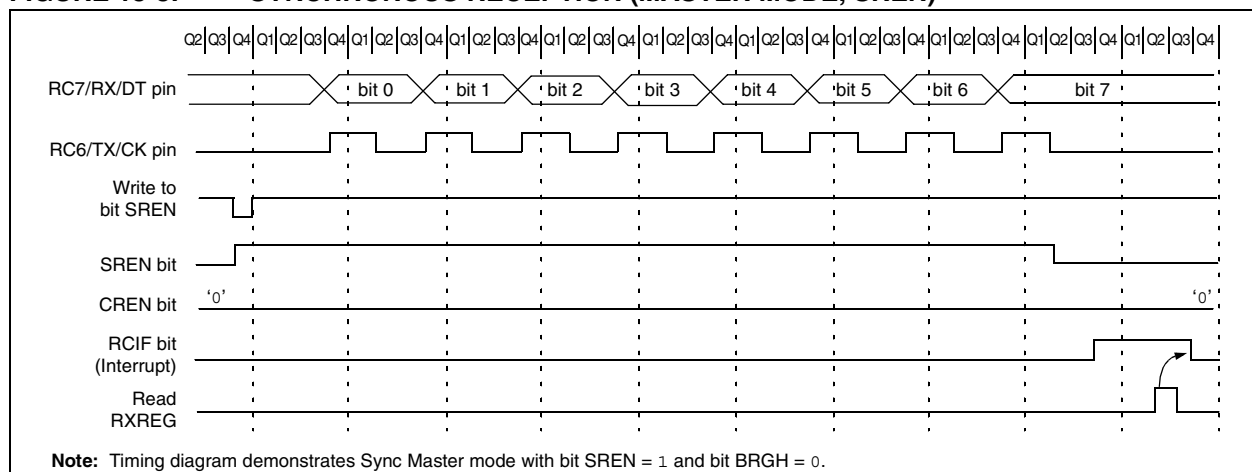 Q2 Q3 Q4 Q1 Q2 Q3 Q4 Q1 Q2 Q3 Q4 Q1 Q2 Q3 Q4 Q1 Q2 Q3 Q4 Q1 Q2 Q3 Q4 Q1 Q2 Q3 Q4 Q1 Q2 Q3 Q4 Q1 Q2 Q3 Q4 Q1 Q2 Q3 Q4 Q1 Q2 Q3 Q4
RC7/RX/DT pin bit 0 bit 1 bit 2 bit 3 bit 4 bit 5 bit 6 bit 7
RC6/TX/CK pin
Write to
bit SREN
SREN bit
CREN bit '0' '0'
RCIF bit
(Interrupt)
Read
RXREG
Note: Timing diagram demonstrates Sync Master mode with bit SREN = 1 and bit BRGH = 0.